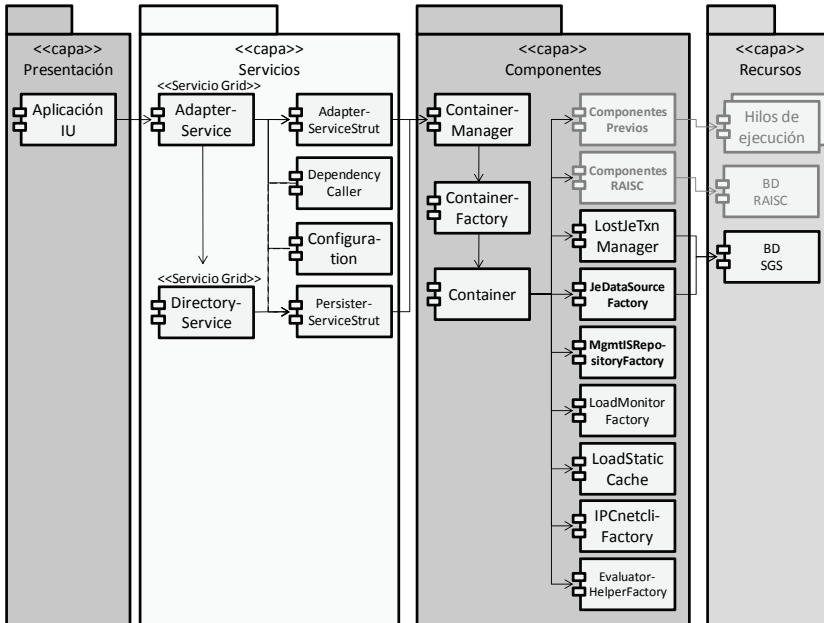 <<capa>>
Presentación
Aplicación
IU
<<capa>>
Servicios
<<Servicio Grid>>
Adapter-
Service
<<Servicio Grid>>
Directory-
Service
Adapter-
ServiceStrut
Dependency
Caller
Configura-
tion
Persister-
ServiceStrut
<<capa>>
Componentes
Container-
Manager
Container-
Factory
Container
Componentes
Previos
Componentes
RAISC
LostJeTxn
Manager
JeDataSource
Factory
MgmtISRepo-
sitoryFactory
LoadMonitor
Factory
LoadStatic
Cache
IPCnetcli-
Factory
Evaluator-
HelperFactory
<<capa>>
Recursos
Hilos de
ejecución
BD
RAISC
BD
SGS